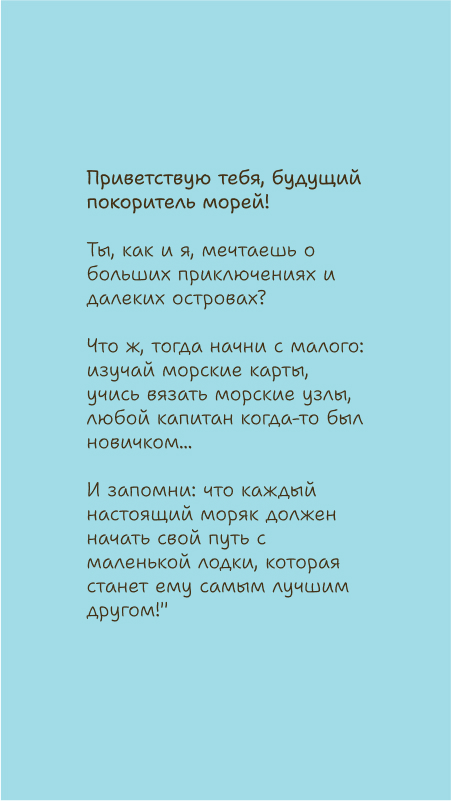 Приветствую тебя, будущий
покоритель морей!
Ты, как и я, мечтаешь о
больших приключениях и
далеких островах?
Что ж, тогда начни с малого:
изучай морские карты,
учись вязать морские узлы,
любой капитан когда-то был
новичком...
И запомни: что каждый
настоящий моряк должен
начать свой путь с
маленькой лодки, которая
станет ему самым лучшим
другом!"